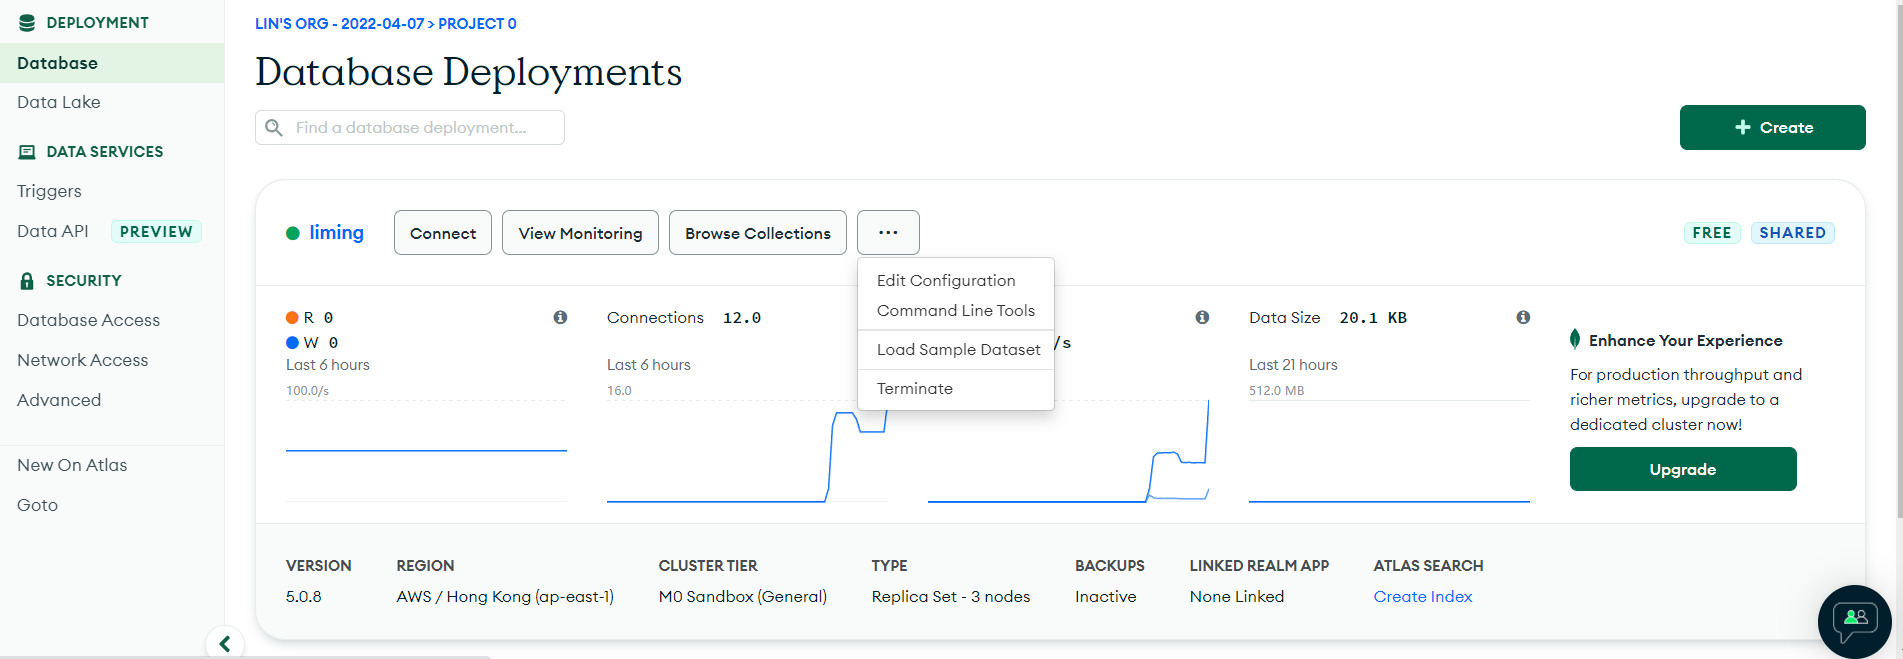 DEPLOYMENT
Database
Data Lake
DATA SERVICES
Triggers
Data API PREVIEW
SECURITY
Database Access
Network Access
Advanced
New On Atlas
Goto
LIN'S ORG - 2022-04-07 > PROJECT 0
Database Deployments
Find a database deployment...
+ Create
liming
Connect
View Monitoring
Browse Collections
...
FREE
SHARED
Edit Configuration
Command Line Tools
Load Sample Dataset
Terminate
R 0
W 0
Last 6 hours
100.0/s
Connections 12.0
Last 6 hours
16.0
/s
Data Size 20.1 KB
Last 21 hours
512.0 MB
Enhance Your Experience
For production throughput and
richer metrics, upgrade to a
dedicated cluster now!
Upgrade
VERSION
5.0.8
REGION
AWS / Hong Kong (ap-east-1)
CLUSTER TIER
M0 Sandbox (General)
TYPE
Replica Set - 3 nodes
BACKUPS
Inactive
LINKED REALM APP
None Linked
ATLAS SEARCH
Create Index